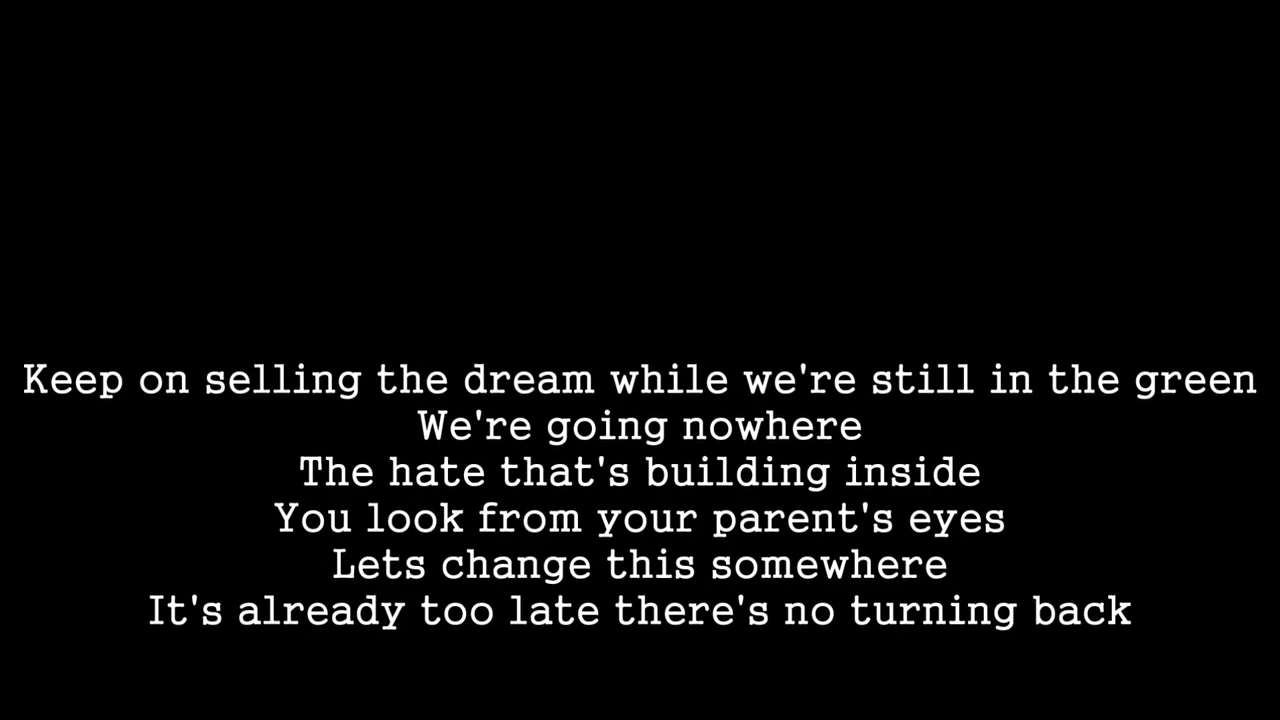 Keep on selling the dream while we're still in the green
We're going nowhere
The hate that's building inside
You look from your parent's eyes
Lets change this somewhere
It's already too late there's no turning back